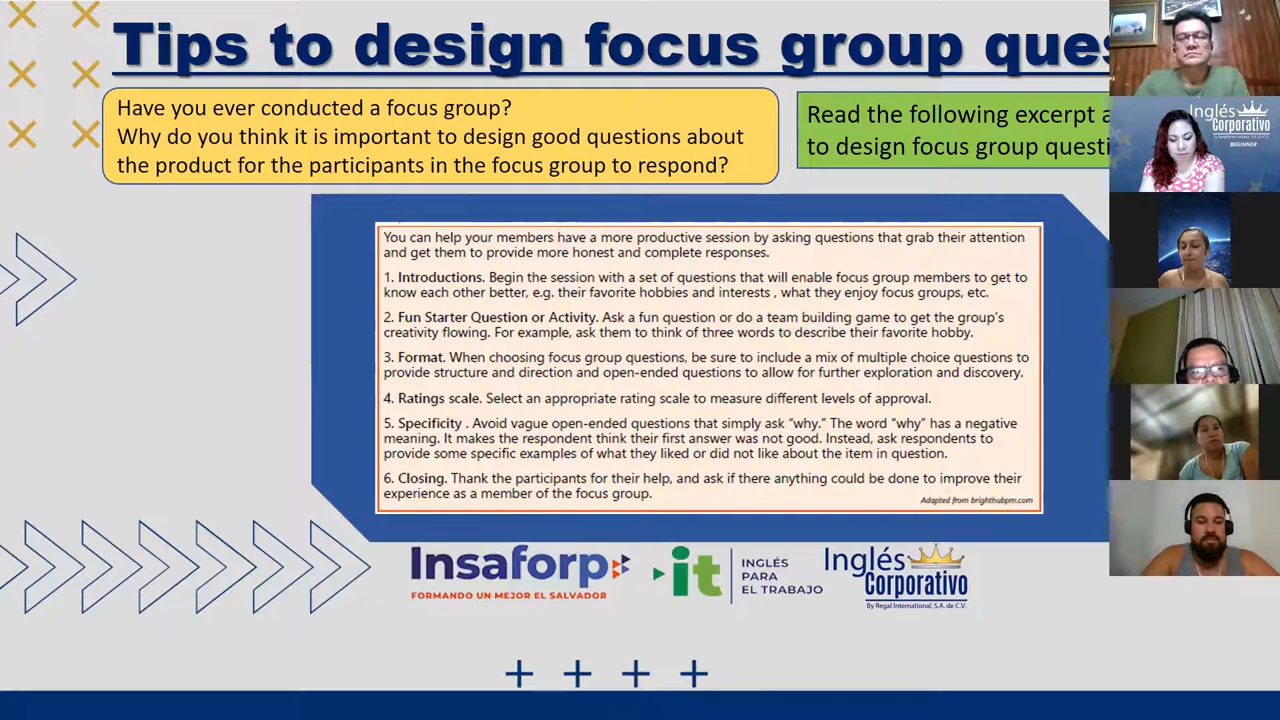 Tips to design focus group ques
Have you ever conducted a focus group?
Why do you think it is important to design good questions about
the product for the participants in the focus group to respond?
Read the following excerpt a
to design focus group questi
You can help your members have a more productive session by asking questions that grab their attention
and get them to provide more honest and complete responses.
1. Introductions. Begin the session with a set of questions that will enable focus group members to get to
know each other better, e.g. their favorite hobbies and interests , what they enjoy focus groups, etc.
2. Fun Starter Question or Activity. Ask a fun question or do a team building game to get the group's
creativity flowing. For example, ask them to think of three words to describe their favorite hobby.
3. Format. When choosing focus group questions, be sure to include a mix of multiple choice questions to
provide structure and direction and open-ended questions to allow for further exploration and discovery.
4. Ratings scale. Select an appropriate rating scale to measure different levels of approval.
5. Specificity . Avoid vague open-ended questions that simply ask “why.” The word “why” has a negative
meaning. It makes the respondent think their first answer was not good. Instead, ask respondents to
provide some specific examples of what they liked or did not like about the item in question.
6. Closing. Thank the participants for their help, and ask if there anything could be done to improve their
experience as a member of the focus group.
Adapted from brighthubpm.com
Insaforp
FORMANDO UN MEJOR EL SALVADOR
it
INGLÉS
PARA
EL TRABAJO
Inglés
Corporativo
By Regal International, S.A. de C.V.
Inglés
Corporativo
By Regal International, S.A. de C.V.
BEGINNER